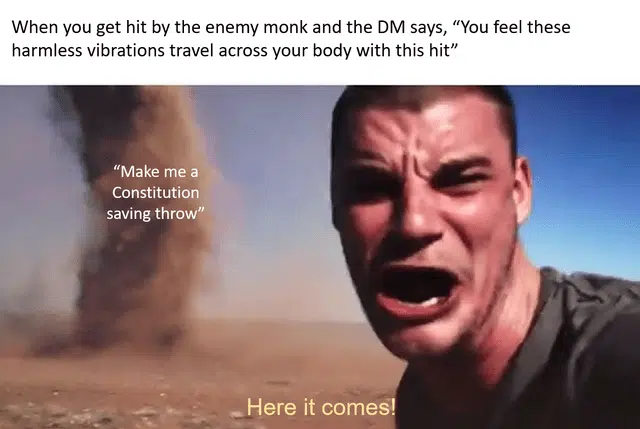 When you get hit by the enemy monk and the DM says, “You feel these
harmless vibrations travel across your body with this hit”
“Make me a
Constitution
saving throw”
Here it comes!